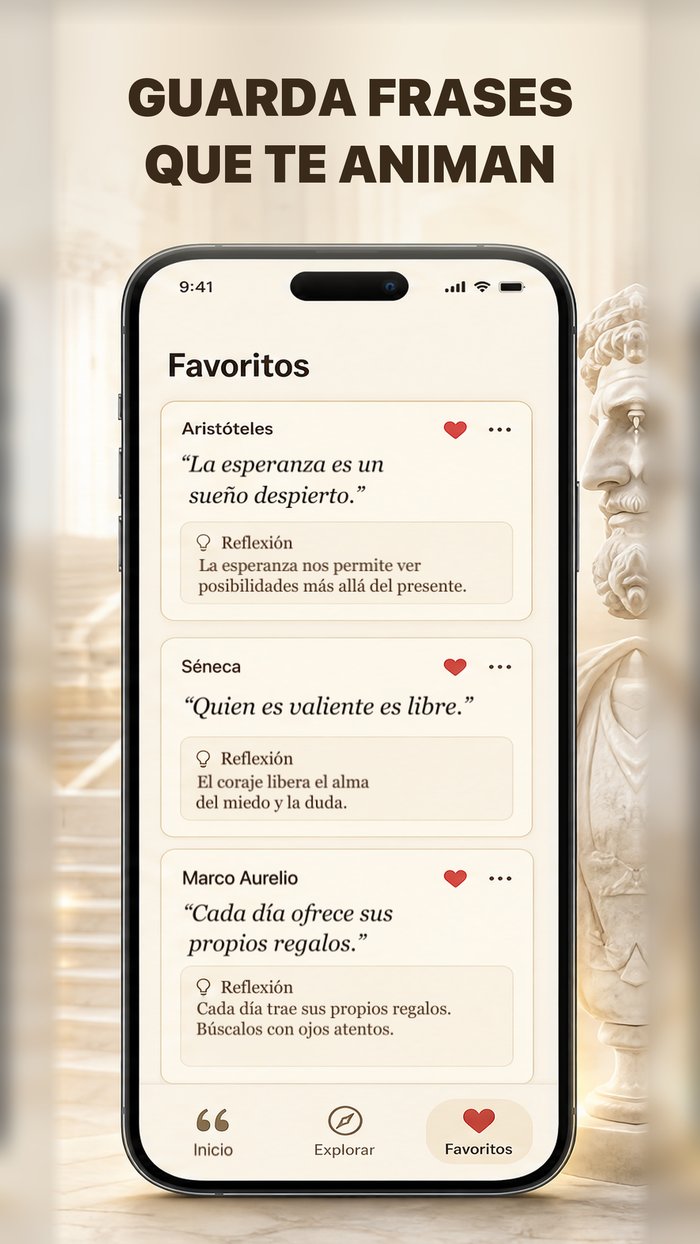 GUARDA FRASES
QUE TE ANIMAN
9:41
Favoritos
Aristóteles
“La esperanza es un
sueño despierto.”
Reflexión
La esperanza nos permite ver
posibilidades más allá del presente.
Séneca
“Quien es valiente es libre.”
Reflexión
El coraje libera el alma
del miedo y la duda.
Marco Aurelio
“Cada día ofrece sus
propios regalos.”
Reflexión
Cada día trae sus propios regalos.
Búscalos con ojos atentos.
Inicio
Explorar
Favoritos